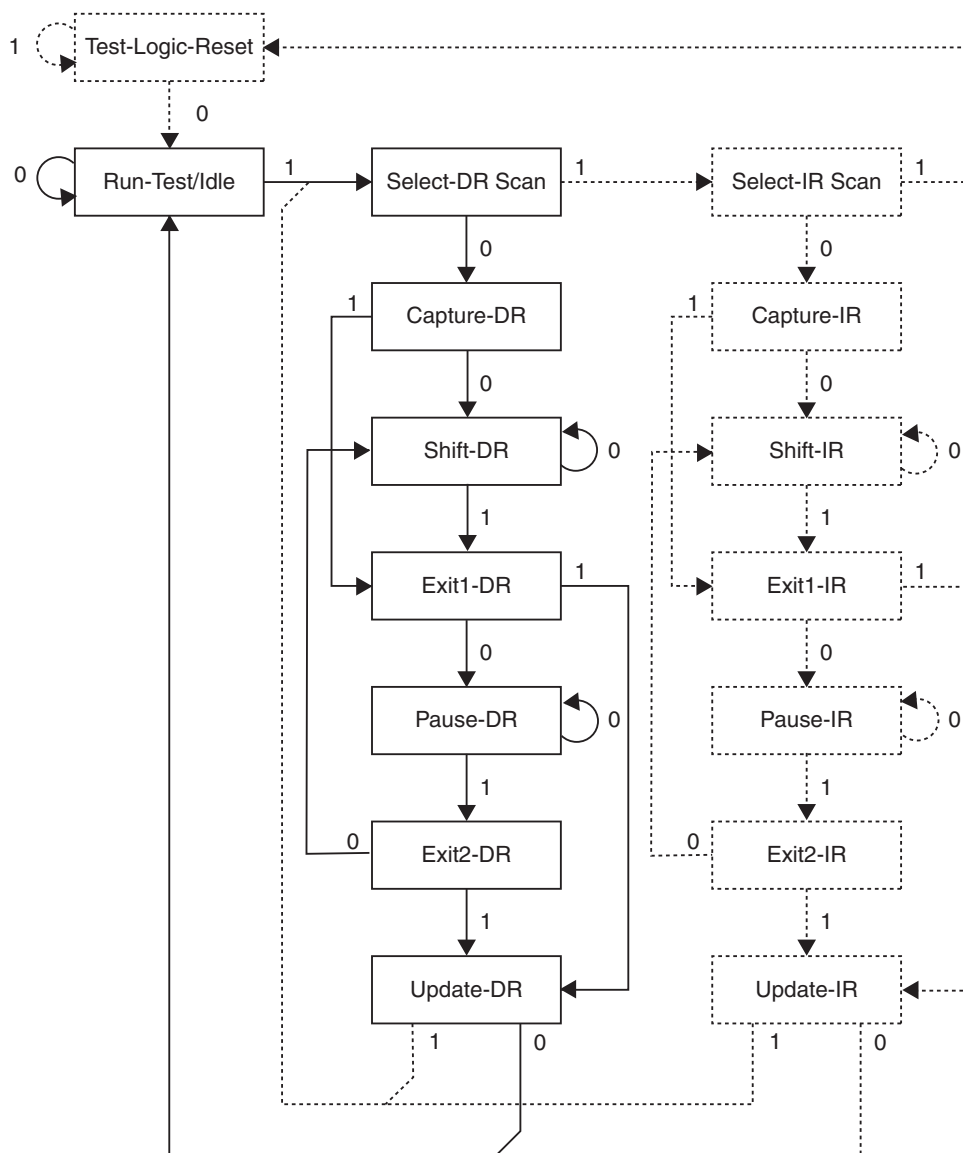 1
Test-Logic-Reset
0
0
Run-Test/Idle
1
Select-DR Scan
1
Select-IR Scan
1
0
0
1
Capture-DR
1
Capture-IR
0
0
Shift-DR
0
Shift-IR
0
1
1
Exit1-DR
1
Exit1-IR
1
0
0
Pause-DR
0
Pause-IR
0
1
1
0
Exit2-DR
0
Exit2-IR
1
1
Update-DR
Update-IR
1
0
1
0